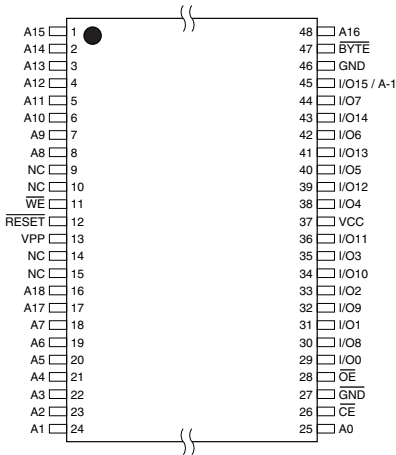 A15 1 48 A16
A14 2 47 BYTE
A13 3 46 GND
A12 4 45 I/O15 / A-1
A11 5 44 I/O7
A10 6 43 I/O14
A9 7 42 I/O6
A8 8 41 I/O13
NC 9 40 I/O5
NC 10 39 I/O12
WE 11 38 I/O4
RESET 12 37 VCC
VPP 13 36 I/O11
NC 14 35 I/O3
NC 15 34 I/O10
A18 16 33 I/O2
A17 17 32 I/O9
A7 18 31 I/O1
A6 19 30 I/O8
A5 20 29 I/O0
A4 21 28 OE
A3 22 27 GND
A2 23 26 CE
A1 24 25 A0